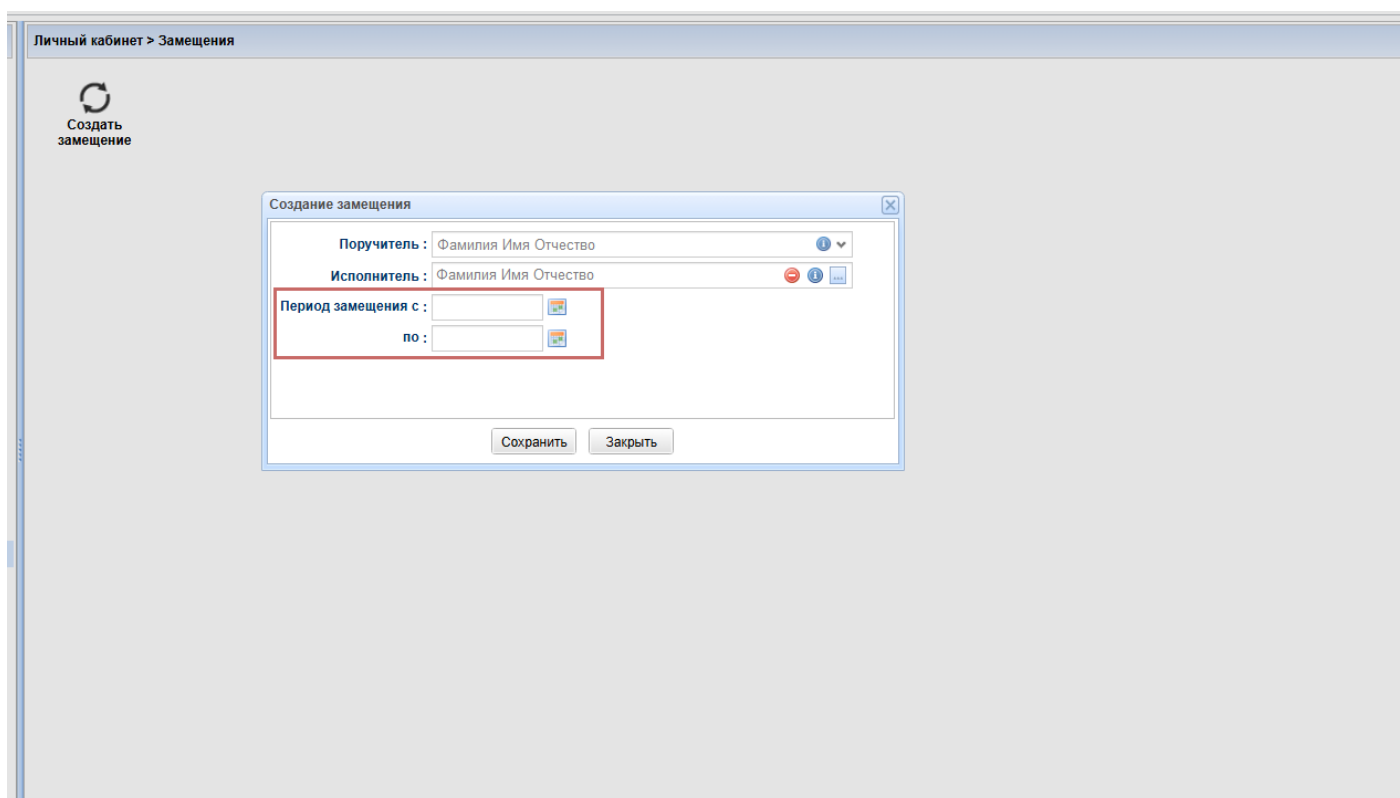 Личный кабинет > Замещения
Создать
замещение
Создание замещения
Поручитель : Фамилия Имя Отчество
Исполнитель : Фамилия Имя Отчество
Период замещения с :
по :
Сохранить Закрыть